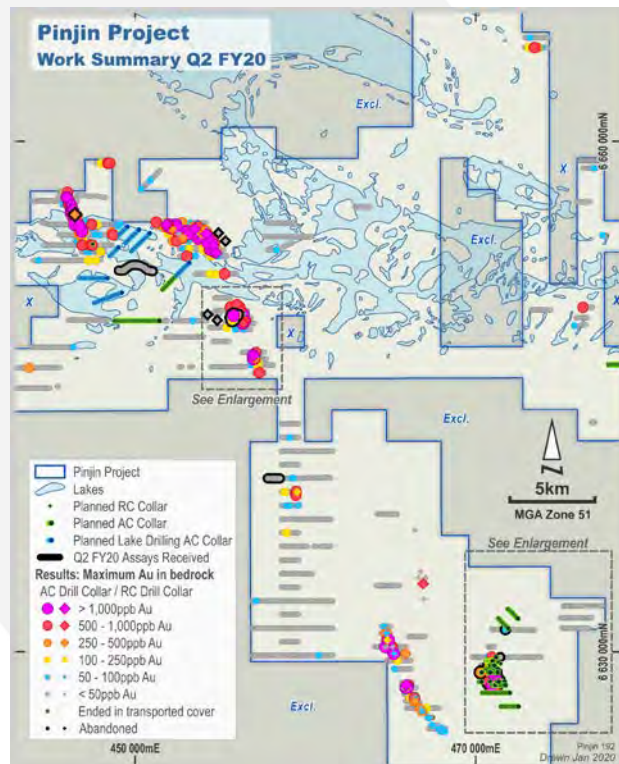 Pinjin Project
Work Summary Q2 FY20
Excl.
6 660 000mN
X
Excl.
X
X
See Enlargement
Excl.
N
5km
MGA Zone 51
See Enlargement
Pinjin Project
Lakes
Planned RC Collar
Planned AC Collar
Planned Lake Drilling AC Collar
Q2 FY20 Assays Received
Results: Maximum Au in bedrock
AC Drill Collar / RC Drill Collar
> 1,000ppb Au
500 - 1,000ppb Au
250 - 500ppb Au
100 - 250ppb Au
50 - 100ppb Au
< 50ppb Au
Ended in transported cover
Abandoned
6 630 000mN
Excl.
450 000mE
470 000mE
Pinjin 192
Drawn Jan 2020